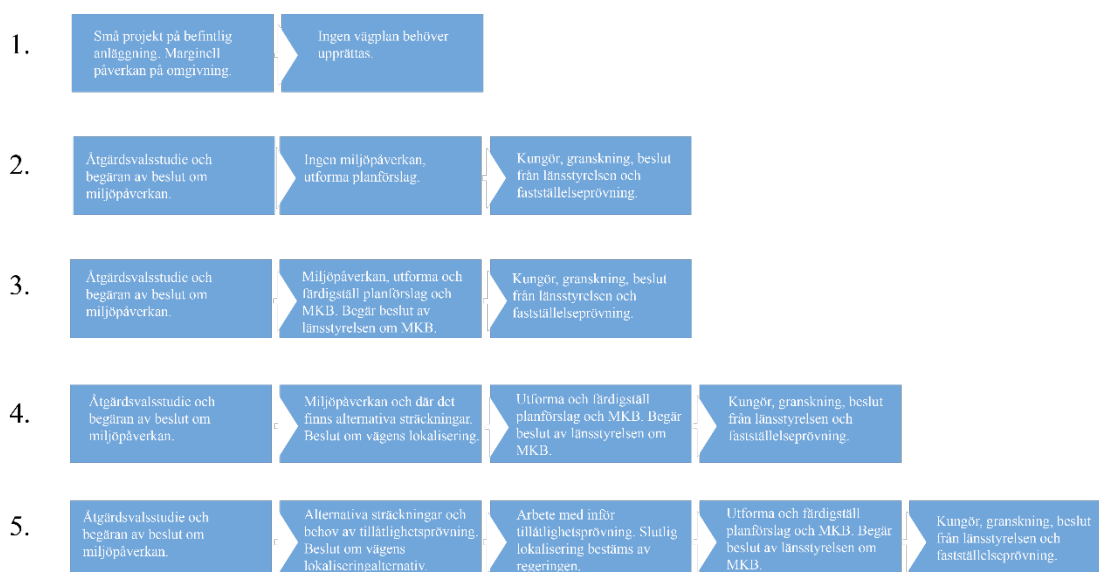 1.
Små projekt på befintlig
anläggning. Marginell
påverkan på omgivning.
Ingen vägplan behöver
upprättas.
2.
Åtgärdsvalsstudie och
begäran av beslut om
miljöpåverkan.
Ingen miljöpåverkan,
utforma planförslag.
Kungör, granskning, beslut
från länsstyrelsen och
fastställelseprövning.
3.
Åtgärdsvalsstudie och
begäran av beslut om
miljöpåverkan.
Miljöpåverkan, utforma och
färdigställ planförslag och
MKB. Begär beslut av
länsstyrelsen om MKB.
Kungör, granskning, beslut
från länsstyrelsen och
fastställelseprövning.
4.
Åtgärdsvalsstudie och
begäran av beslut om
miljöpåverkan.
Miljöpåverkan och där det
finns alternativa sträckningar.
Beslut om vägens lokalisering.
Utforma och färdigställ
planförslag och MKB. Begär
beslut av länsstyrelsen om
MKB.
Kungör, granskning, beslut
från länsstyrelsen och
fastställelseprövning.
5.
Åtgärdsvalsstudie och
begäran av beslut om
miljöpåverkan.
Alternativa sträckningar och
behov av tillåtlighetsprövning.
Beslut om vägens
lokaliseringalternativ.
Arbete med inför
tillåtlighetsprövning. Slutlig
lokalisering bestäms av
regeringen.
Utforma och färdigställ
planförslag och MKB. Begär
beslut av länsstyrelsen om
MKB.
Kungör, granskning, beslut
från länsstyrelsen och
fastställelseprövning.